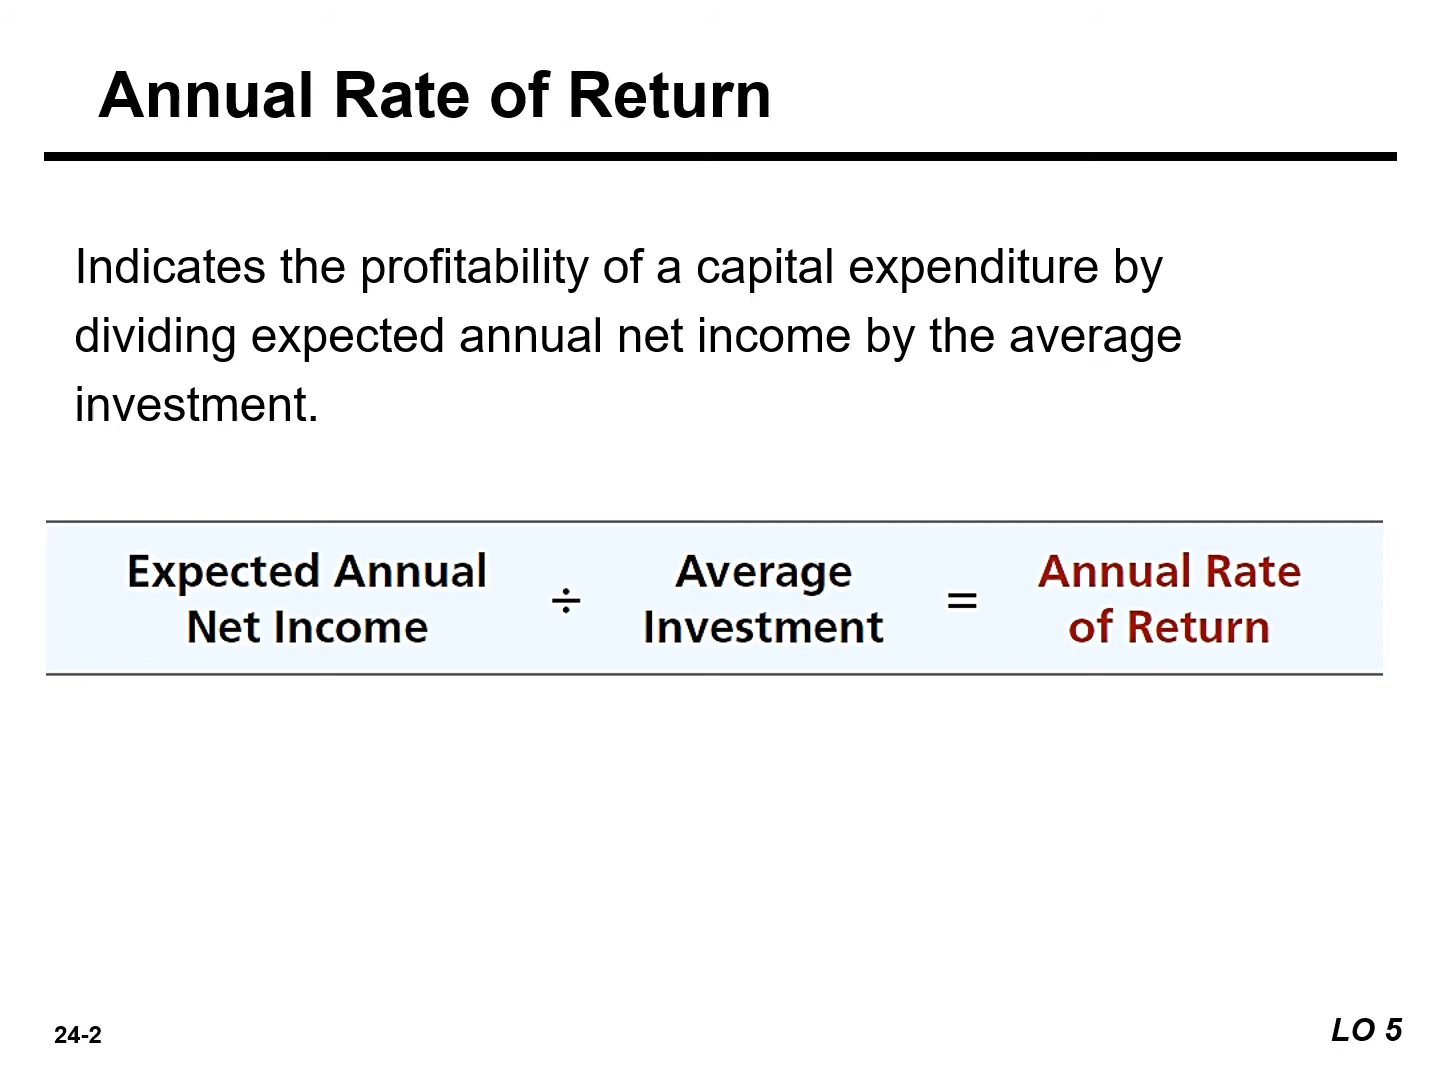 Annual Rate of Return
Indicates the profitability of a capital expenditure by
dividing expected annual net income by the average
investment.
Expected Annual
Net Income
÷
Average
Investment
=
Annual Rate
of Return
24-2
LO 5